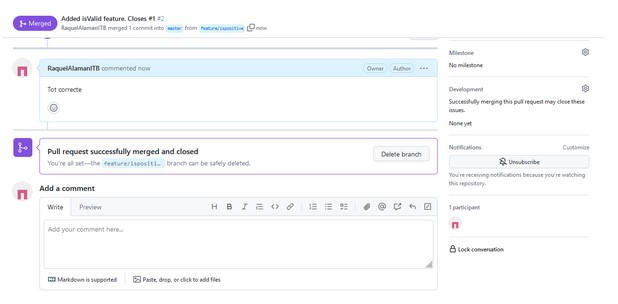 Merged
Added isValid feature. Closes #1 #2
RaquelAlamanITB merged 1 commit into master from feature/ispositive now
RaquelAlamanITB commented now
Owner
Author
Tot correcte
Pull request successfully merged and closed
You're all set—the feature/ispositi… branch can be safely deleted.
Delete branch
Add a comment
Write
Preview
Add your comment here...
Markdown is supported
Paste, drop, or click to add files
Milestone
No milestone
Development
Successfully merging this pull request may close these
issues.
None yet
Notifications
Customize
Unsubscribe
You're receiving notifications because you're watching
this repository.
1 participant
Lock conversation